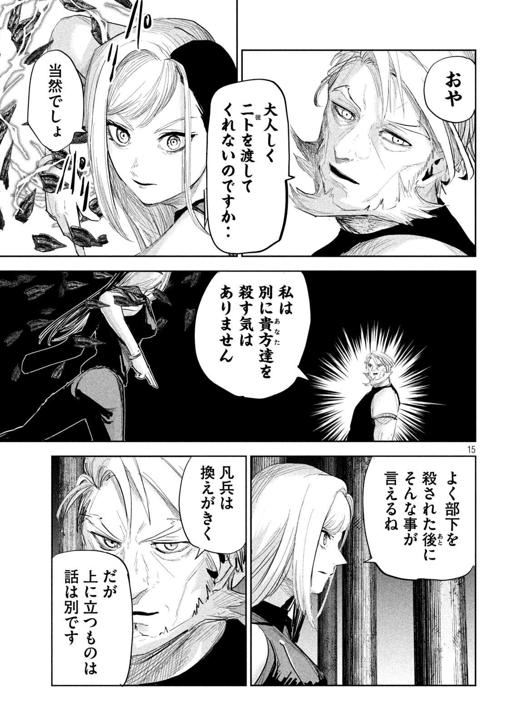 おや
大人しく
ニトを渡して
くれないのですか‥
当然でしょ
私は
別に貴方達を
殺す気は
ありません
15
よく部下を
殺された後に
そんな事が
言えるね
凡兵は
換えがきく
だが
上に立つものは
話は別です